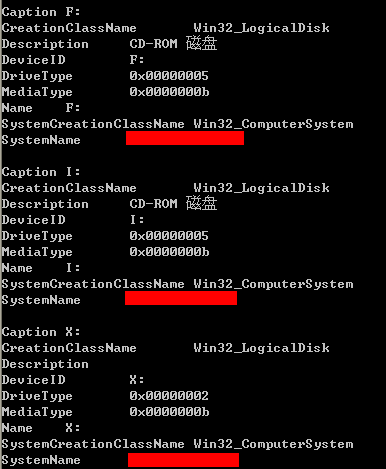 Caption F:
CreationClassName Win32_LogicalDisk
Description CD-ROM 磁盘
DeviceID F:
DriveType 0x00000005
MediaType 0x0000000b
Name F:
SystemCreationClassName Win32_ComputerSystem
SystemName
Caption I:
CreationClassName Win32_LogicalDisk
Description CD-ROM 磁盘
DeviceID I:
DriveType 0x00000005
MediaType 0x0000000b
Name I:
SystemCreationClassName Win32_ComputerSystem
SystemName
Caption X:
CreationClassName Win32_LogicalDisk
Description
DeviceID X:
DriveType 0x00000002
MediaType 0x0000000b
Name X:
SystemCreationClassName Win32_ComputerSystem
SystemName